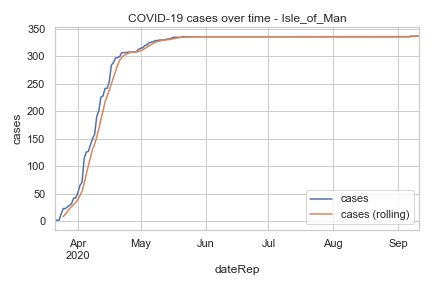 COVID-19 cases over time - Isle_of_Man
350
300
250
200
150
100
50
0
cases
cases
cases (rolling)
Apr May Jun Jul Aug Sep
2020
dateRep